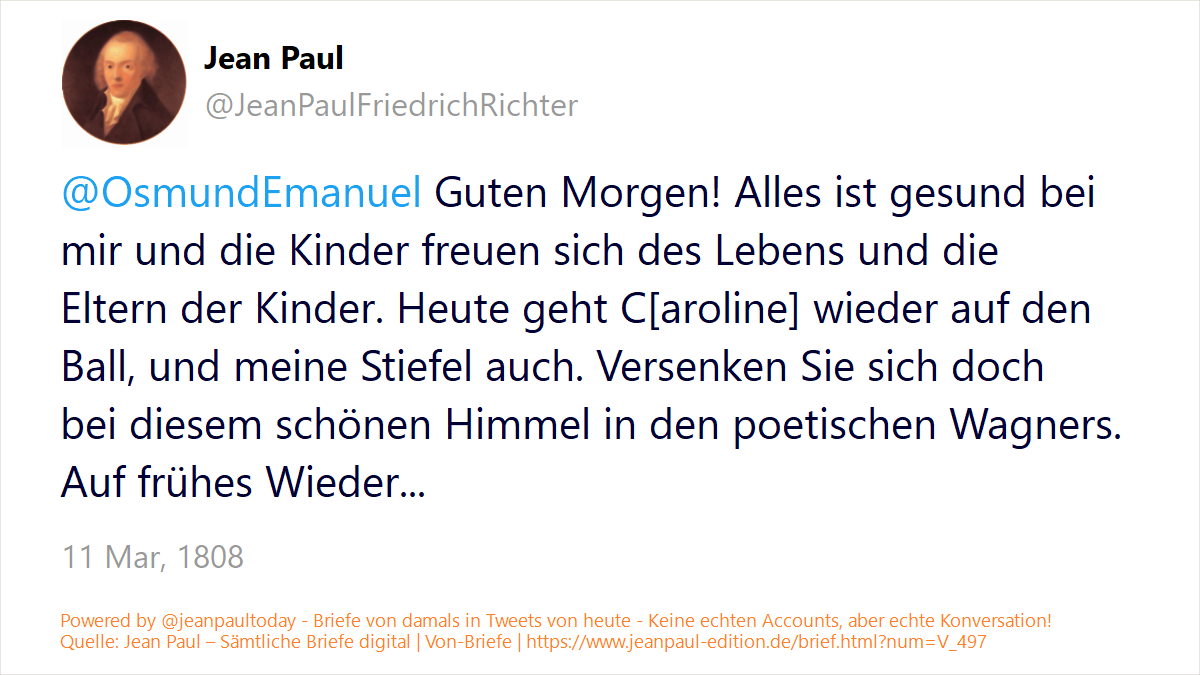 Jean Paul
@JeanPaulFriedrichRichter
@OsmundEmanuel Guten Morgen! Alles ist gesund bei
mir und die Kinder freuen sich des Lebens und die
Eltern der Kinder. Heute geht C[aroline] wieder auf den
Ball, und meine Stiefel auch. Versenken Sie sich doch
bei diesem schönen Himmel in den poetischen Wagners.
Auf frühes Wieder...
11 Mar, 1808
Powered by @jeanpaultoday - Briefe von damals in Tweets von heute - Keine echten Accounts, aber echte Konversation!
Quelle: Jean Paul – Sämtliche Briefe digital | Von-Briefe | https://www.jeanpaul-edition.de/brief.html?num=V_497